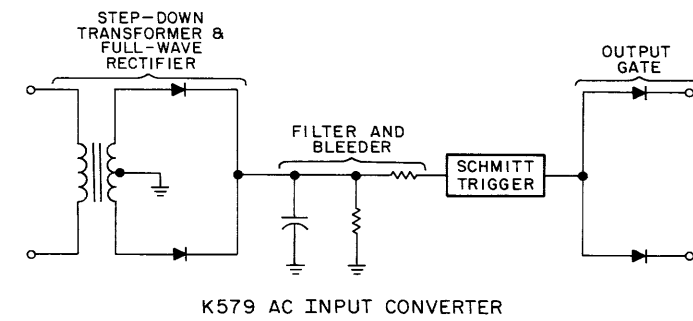 STEP-DOWN
TRANSFORMER &
FULL-WAVE
RECTIFIER
FILTER AND
BLEEDER
SCHMITT
TRIGGER
OUTPUT
GATE
K579 AC INPUT CONVERTER